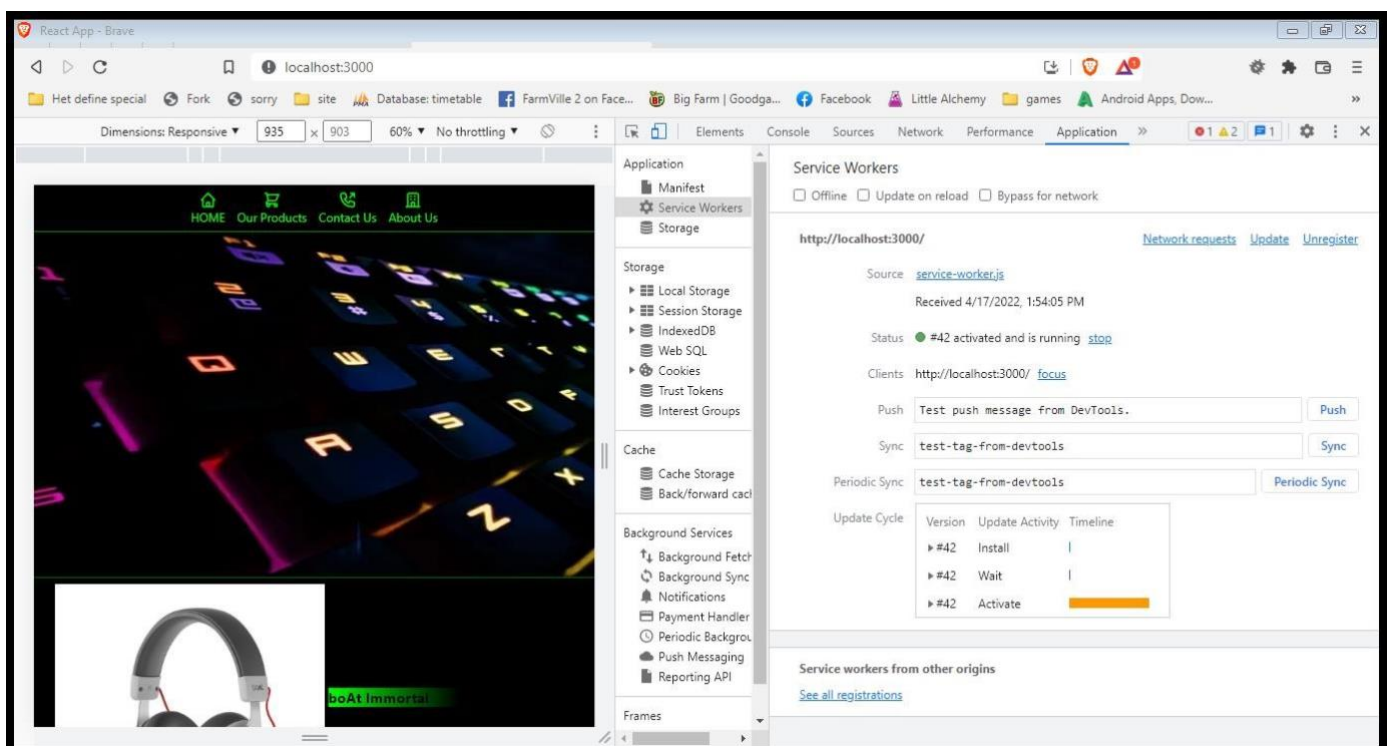 React App - Brave
localhost:3000
Het define special Fork sorry site Database: timetable FarmVille 2 on Face... Big Farm | Goodga... Facebook Little Alchemy games Android Apps, Dow... »
Dimensions: Responsive ▼ 935 x 903 60% ▼ No throttling ▼
Elements Console Sources Network Performance Application » 1 2 1
HOME Our Products Contact Us About Us
1 2 3 4
Q W E R T
A S D F
Z X
boAt Immortal
Application
Manifest
Service Workers
Storage
Storage
Local Storage
Session Storage
IndexedDB
Web SQL
Cookies
Trust Tokens
Interest Groups
Cache
Cache Storage
Back/forward cach
Background Services
Background Fetch
Background Sync
Notifications
Payment Handler
Periodic Backgrou
Push Messaging
Reporting API
Frames
Service Workers
Offline Update on reload Bypass for network
http://localhost:3000/ Network requests Update Unregister
Source service-worker.js
Received 4/17/2022, 1:54:05 PM
Status #42 activated and is running stop
Clients http://localhost:3000/ focus
Push Test push message from DevTools. Push
Sync test-tag-from-devtools Sync
Periodic Sync test-tag-from-devtools Periodic Sync
Update Cycle Version Update Activity Timeline
#42 Install
#42 Wait
#42 Activate
Service workers from other origins
See all registrations